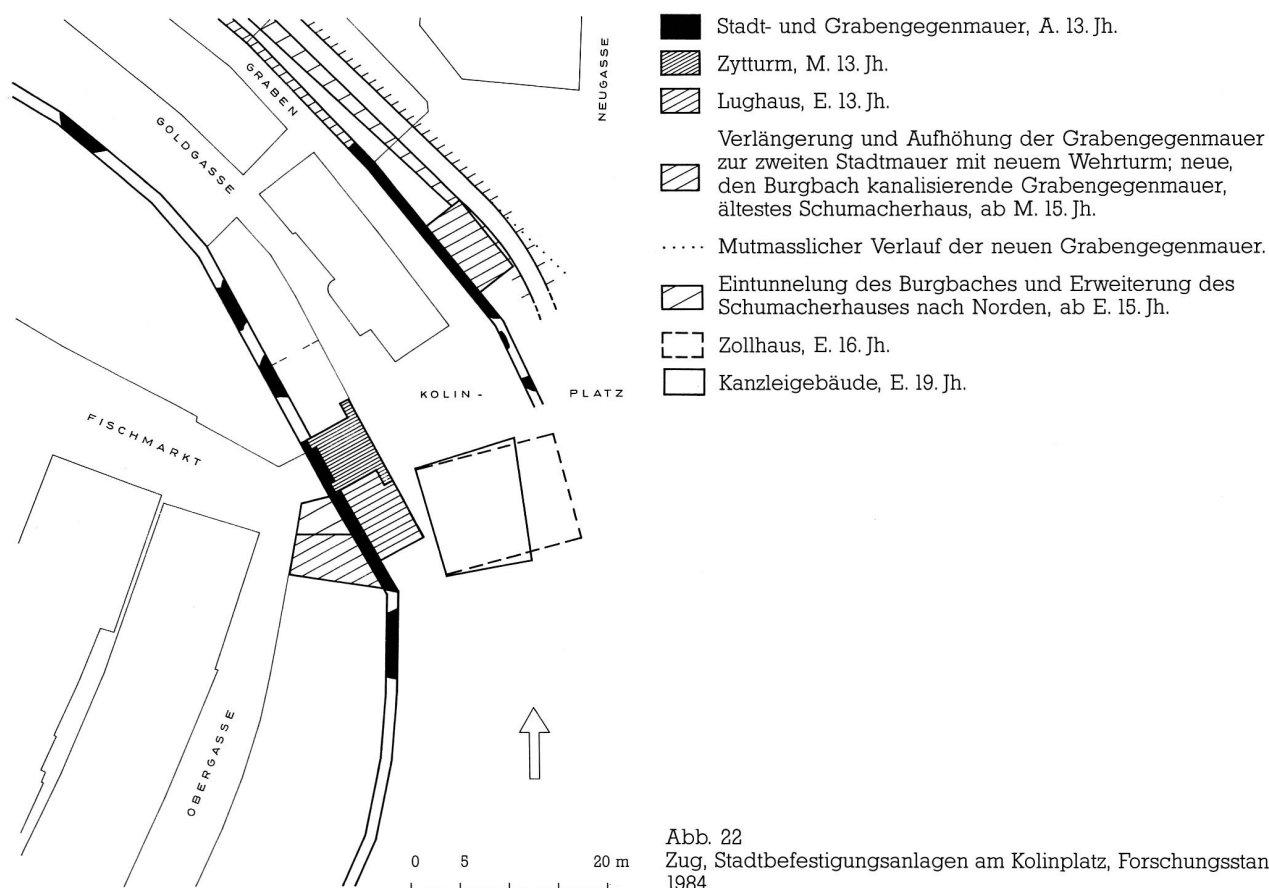 GRABEN
NEUGASSE
GOLDGASSE
KOLIN - PLATZ
FISCHMARKT
OBERGASSE
0 5 20 m
Stadt- und Grabengegenmauer, A. 13. Jh.
Zytturm, M. 13. Jh.
Lughaus, E. 13. Jh.
Verlängerung und Aufhöhung der Grabengegenmauer
zur zweiten Stadtmauer mit neuem Wehrturm; neue,
den Burgbach kanalisierende Grabengegenmauer,
ältestes Schumacherhaus, ab M. 15. Jh.
Mutmasslicher Verlauf der neuen Grabengegenmauer.
Eintunnelung des Burgbaches und Erweiterung des
Schumacherhauses nach Norden, ab E. 15. Jh.
Zollhaus, E. 16. Jh.
Kanzleigebäude, E. 19. Jh.
Abb. 22
Zug, Stadtbefestigungsanlagen am Kolinplatz, Forschungsstan
1984